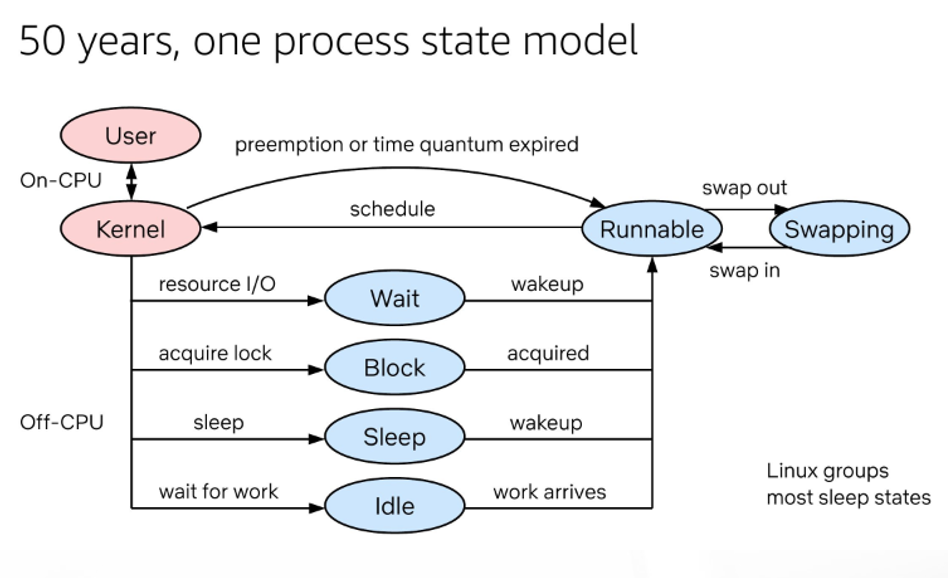 50 years, one process state model
User
preemption or time quantum expired
On-CPU
swap out
schedule
Kernel
Runnable
Swapping
swap in
resource I/O
Wait
wakeup
acquire lock
Block
acquired
Off-CPU
sleep
Sleep
wakeup
Linux groups
most sleep states
wait for work
Idle
work arrives